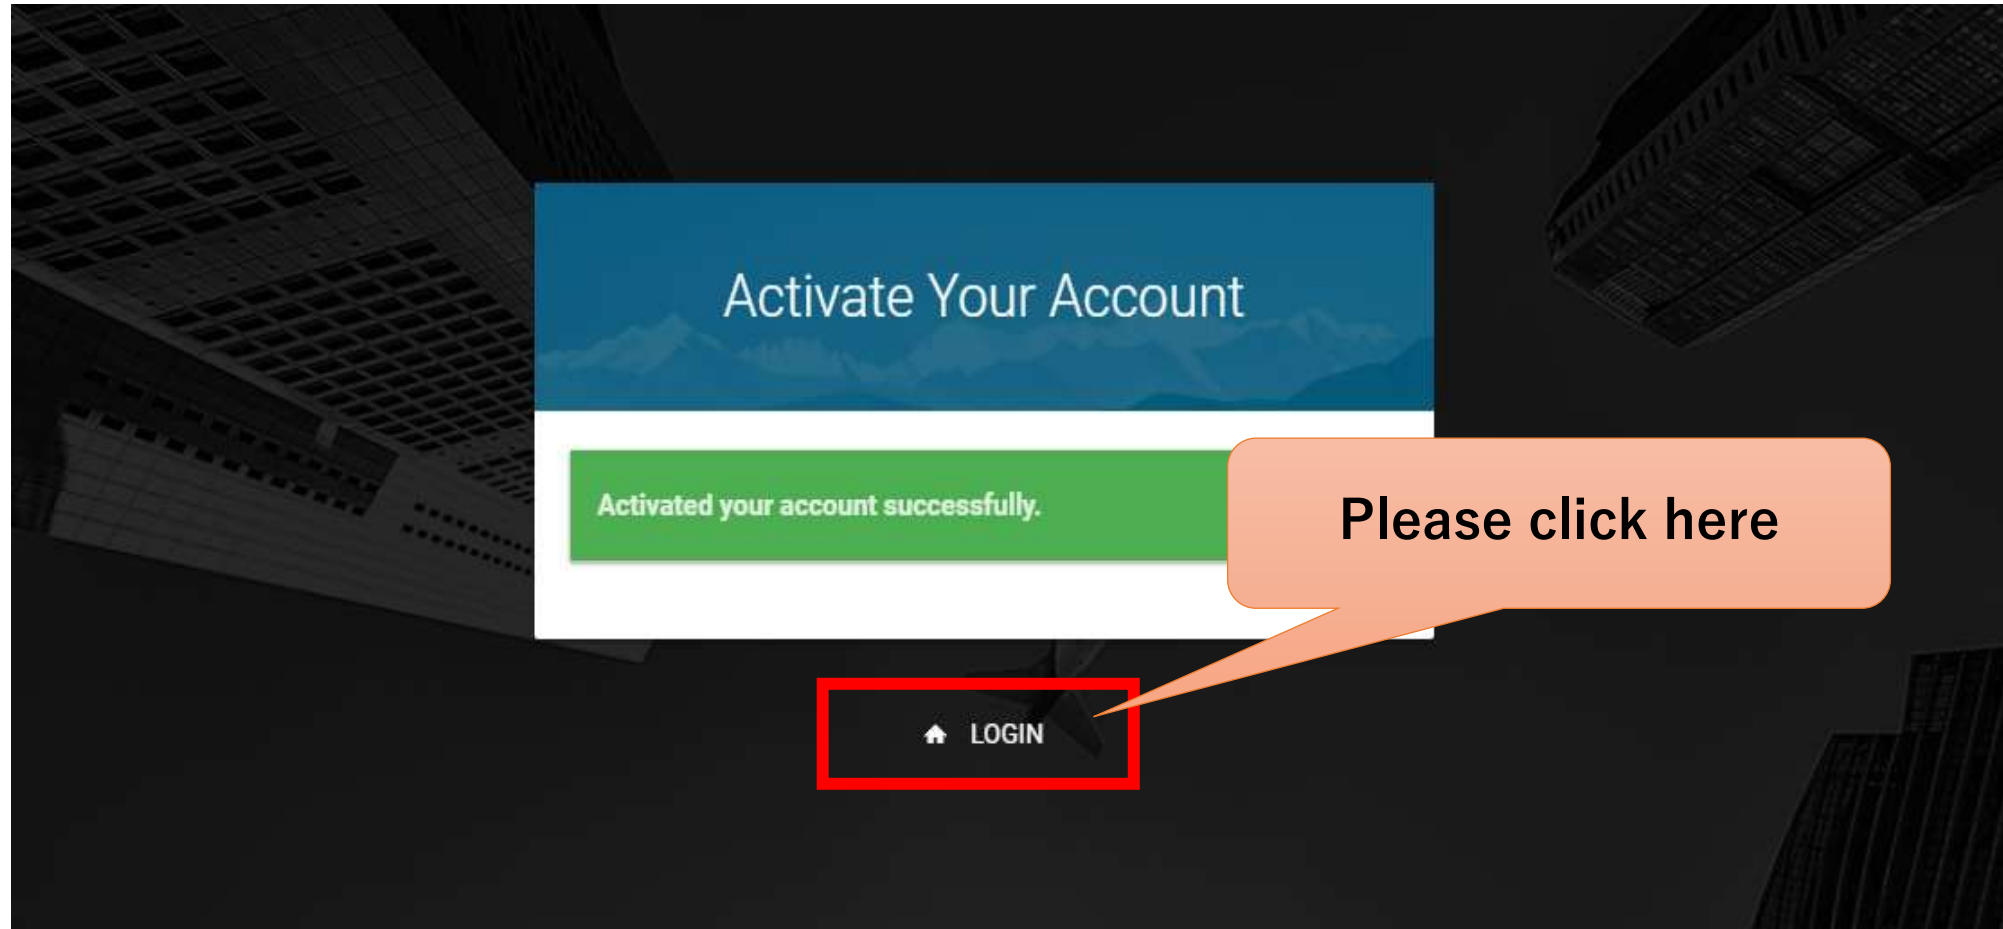 Activate Your Account
Activated your account successfully.
Please click here
LOGIN